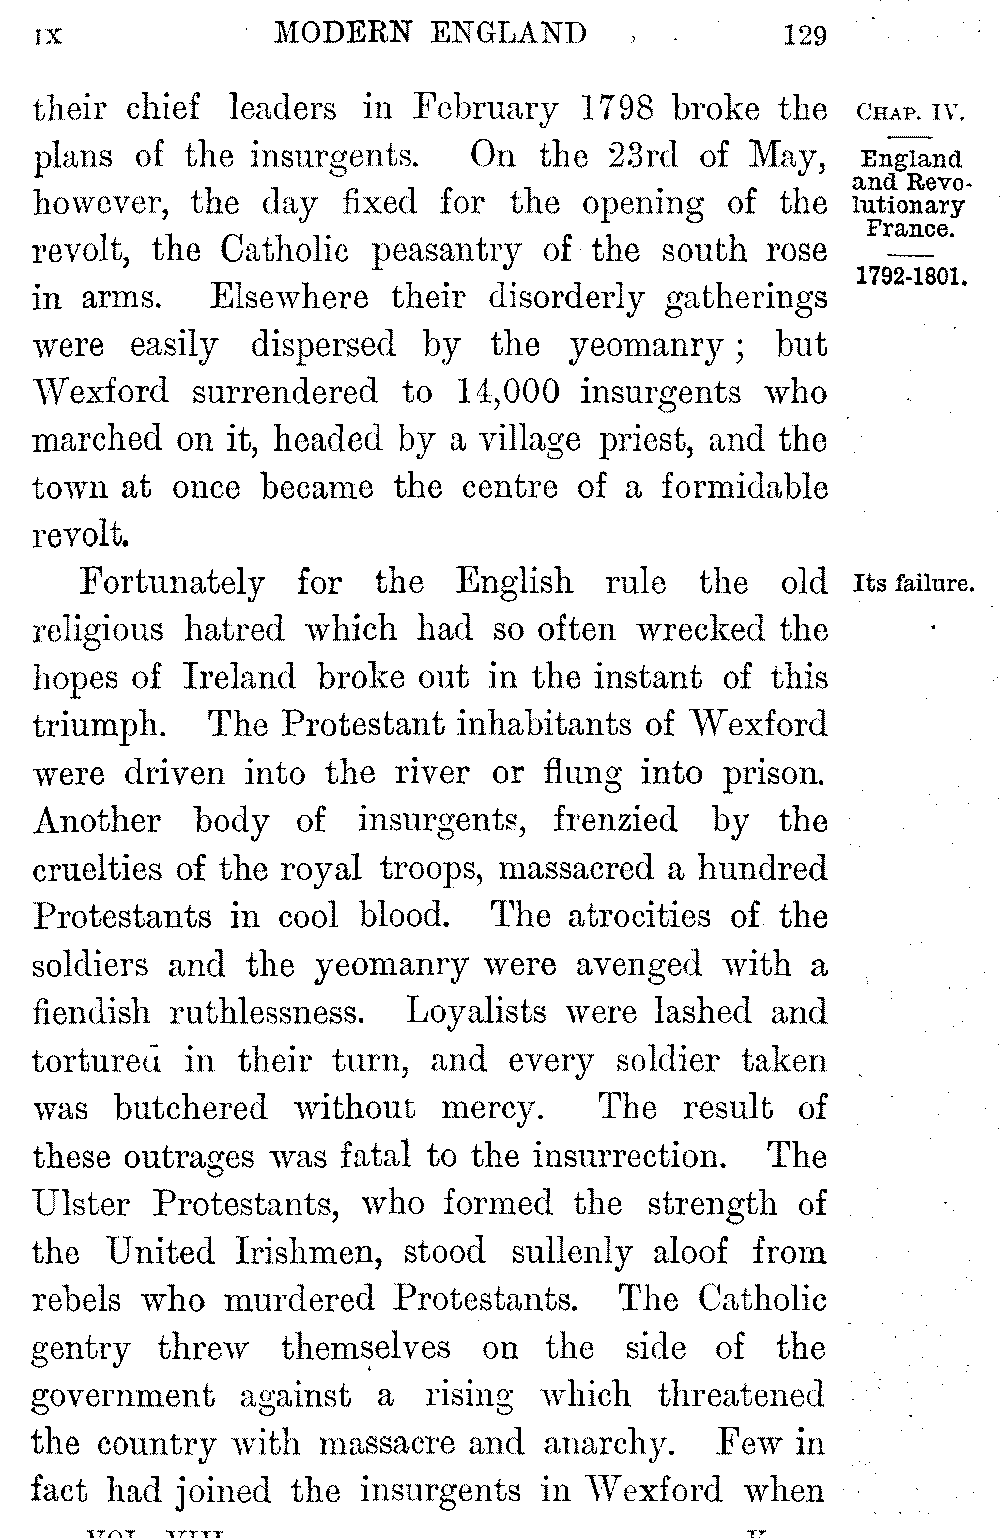 IX MODERN ENGLAND 129
their chief leaders in February 1798 broke the
plans of the insurgents. On the 23rd of May,
however, the day fixed for the opening of the
revolt, the Catholic peasantry of the south rose
in arms. Elsewhere their disorderly gatherings
were easily dispersed by the yeomanry ; but
Wexford surrendered to 14,000 insurgents who
marched on it, headed by a village priest, and the
town at once became the centre of a formidable
revolt.
CHAP. IV.
England
and Revo-
lutionary
France.
1792-1801.
Fortunately for the English rule the old
religious hatred which had so often wrecked the
hopes of Ireland broke out in the instant of this
triumph. The Protestant inhabitants of Wexford
were driven into the river or flung into prison.
Another body of insurgents, frenzied by the
cruelties of the royal troops, massacred a hundred
Protestants in cool blood. The atrocities of the
soldiers and the yeomanry were avenged with a
fiendish ruthlessness. Loyalists were lashed and
tortured in their turn, and every soldier taken
was butchered without mercy. The result of
these outrages was fatal to the insurrection. The
Ulster Protestants, who formed the strength of
the United Irishmen, stood sullenly aloof from
rebels who murdered Protestants. The Catholic
gentry threw themselves on the side of the
government against a rising which threatened
the country with massacre and anarchy. Few in
fact had joined the insurgents in Wexford when
Its failure.
VOL. VIII K